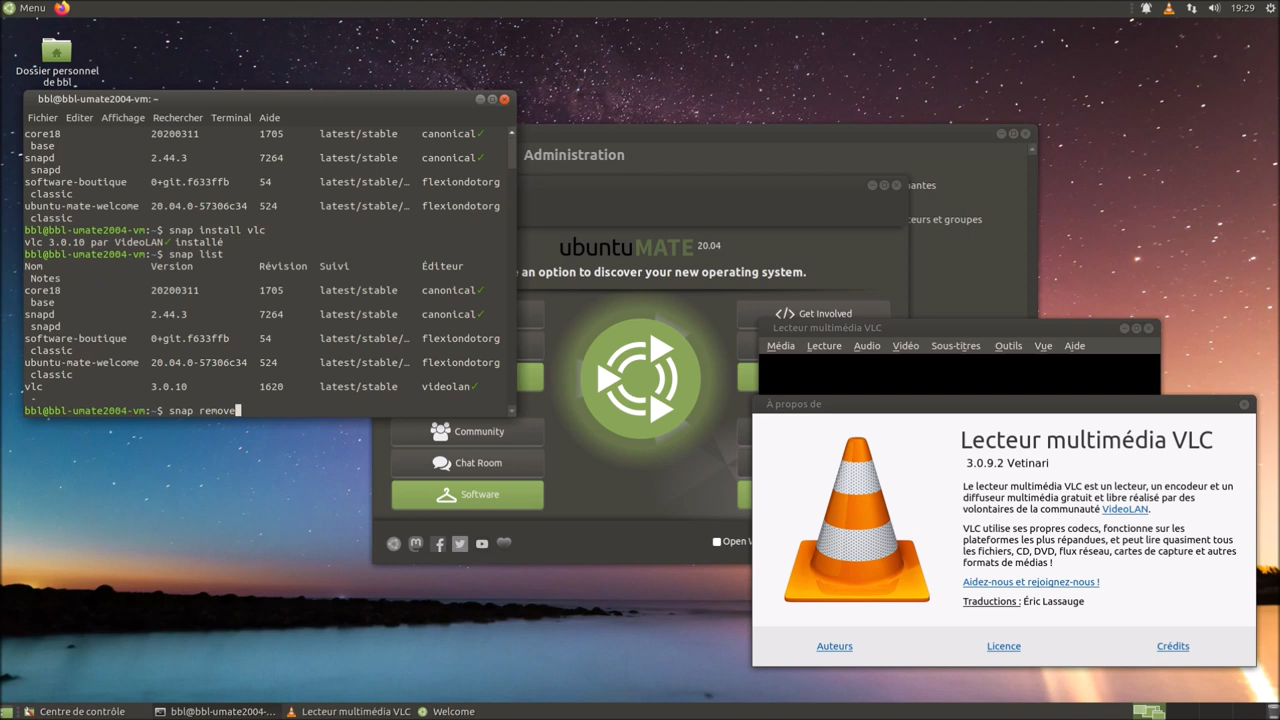 Menu
19:29
Dossier personnel
de bbl
bbl@bbl-umate2004-vm: ~
Fichier Editer Affichage Rechercher Terminal Aide
core18 20200311 1705 latest/stable canonical✓
base
snapd 2.44.3 7264 latest/stable canonical✓
snapd
software-boutique 0+git.f633ffb 54 latest/stable/… flexiondotorg
classic
ubuntu-mate-welcome 20.04.0-57306c34 524 latest/stable/… flexiondotorg
classic
bbl@bbl-umate2004-vm:~$ snap install vlc
vlc 3.0.10 par VideoLAN✓ installé
bbl@bbl-umate2004-vm:~$ snap list
Nom Version Révision Suivi Éditeur
Notes
core18 20200311 1705 latest/stable canonical✓
base
snapd 2.44.3 7264 latest/stable canonical✓
snapd
software-boutique 0+git.f633ffb 54 latest/stable/… flexiondotorg
classic
ubuntu-mate-welcome 20.04.0-57306c34 524 latest/stable/… flexiondotorg
classic
vlc 3.0.10 1620 latest/stable videolan✓
-
bbl@bbl-umate2004-vm:~$ snap remove
Administration
ubuntuMATE 20.04
an option to discover your new operating system.
Get Involved
Community
Chat Room
Software
Open
Lecteur multimédia VLC
Média Lecture Audio Vidéo Sous-titres Outils Vue Aide
À propos de
Lecteur multimédia VLC
3.0.9.2 Vetinari
Le lecteur multimédia VLC est un lecteur, un encodeur et un
diffuseur multimédia gratuit et libre réalisé par des
volontaires de la communauté VideoLAN.
VLC utilise ses propres codecs, fonctionne sur les
plateformes les plus répandues, et peut lire quasiment tous
les fichiers, CD, DVD, flux réseau, cartes de capture et autres
formats de médias !
Aidez-nous et rejoignez-nous !
Traductions : Éric Lassauge
Auteurs Licence Crédits
Centre de contrôle
bbl@bbl-umate2004-...
Lecteur multimédia VLC
Welcome